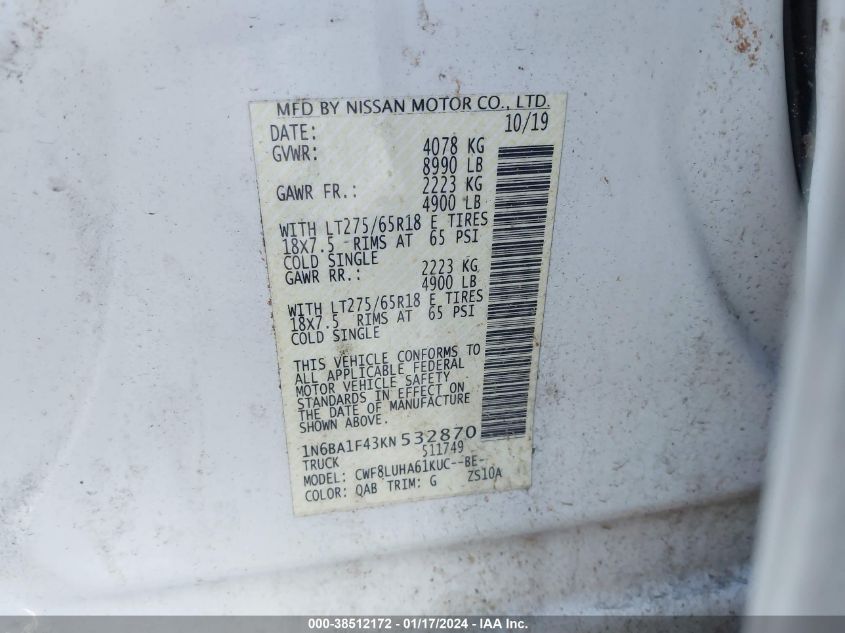 MFD BY NISSAN MOTOR CO., LTD.
DATE: 10/19
GVWR: 4078 KG
8990 LB
GAWR FR.: 2223 KG
4900 LB
WITH LT275/65R18 E TIRES
18X7.5 RIMS AT 65 PSI
COLD SINGLE
GAWR RR.: 2223 KG
4900 LB
WITH LT275/65R18 E TIRES
18X7.5 RIMS AT 65 PSI
COLD SINGLE
THIS VEHICLE CONFORMS TO
ALL APPLICABLE FEDERAL
MOTOR VEHICLE SAFETY
STANDARDS IN EFFECT ON
THE DATE OF MANUFACTURE
SHOWN ABOVE.
1N6BA1F43KN532870
TRUCK 511749
MODEL: CWF8LUHA61KUC--BE--
COLOR: QAB TRIM: G ZS10A
000-38512172 - 01/17/2024 - IAAI.COM